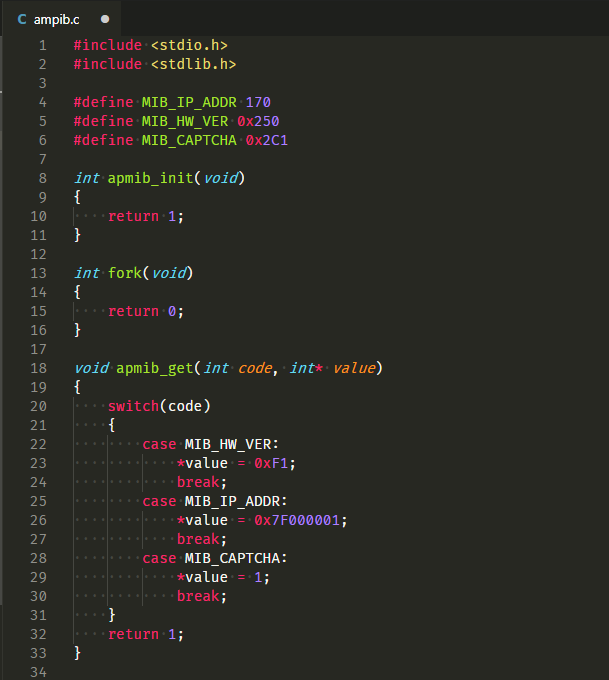 C ampib.c
1 #include <stdio.h>
2 #include <stdlib.h>
3
4 #define MIB_IP_ADDR 170
5 #define MIB_HW_VER 0x250
6 #define MIB_CAPTCHA 0x2C1
7
8 int apmib_init(void)
9 {
10     return 1;
11 }
12
13 int fork(void)
14 {
15     return 0;
16 }
17
18 void apmib_get(int code, int* value)
19 {
20     switch(code)
21     {
22         case MIB_HW_VER:
23             *value = 0xF1;
24             break;
25         case MIB_IP_ADDR:
26             *value = 0x7F000001;
27             break;
28         case MIB_CAPTCHA:
29             *value = 1;
30             break;
31     }
32     return 1;
33 }
34